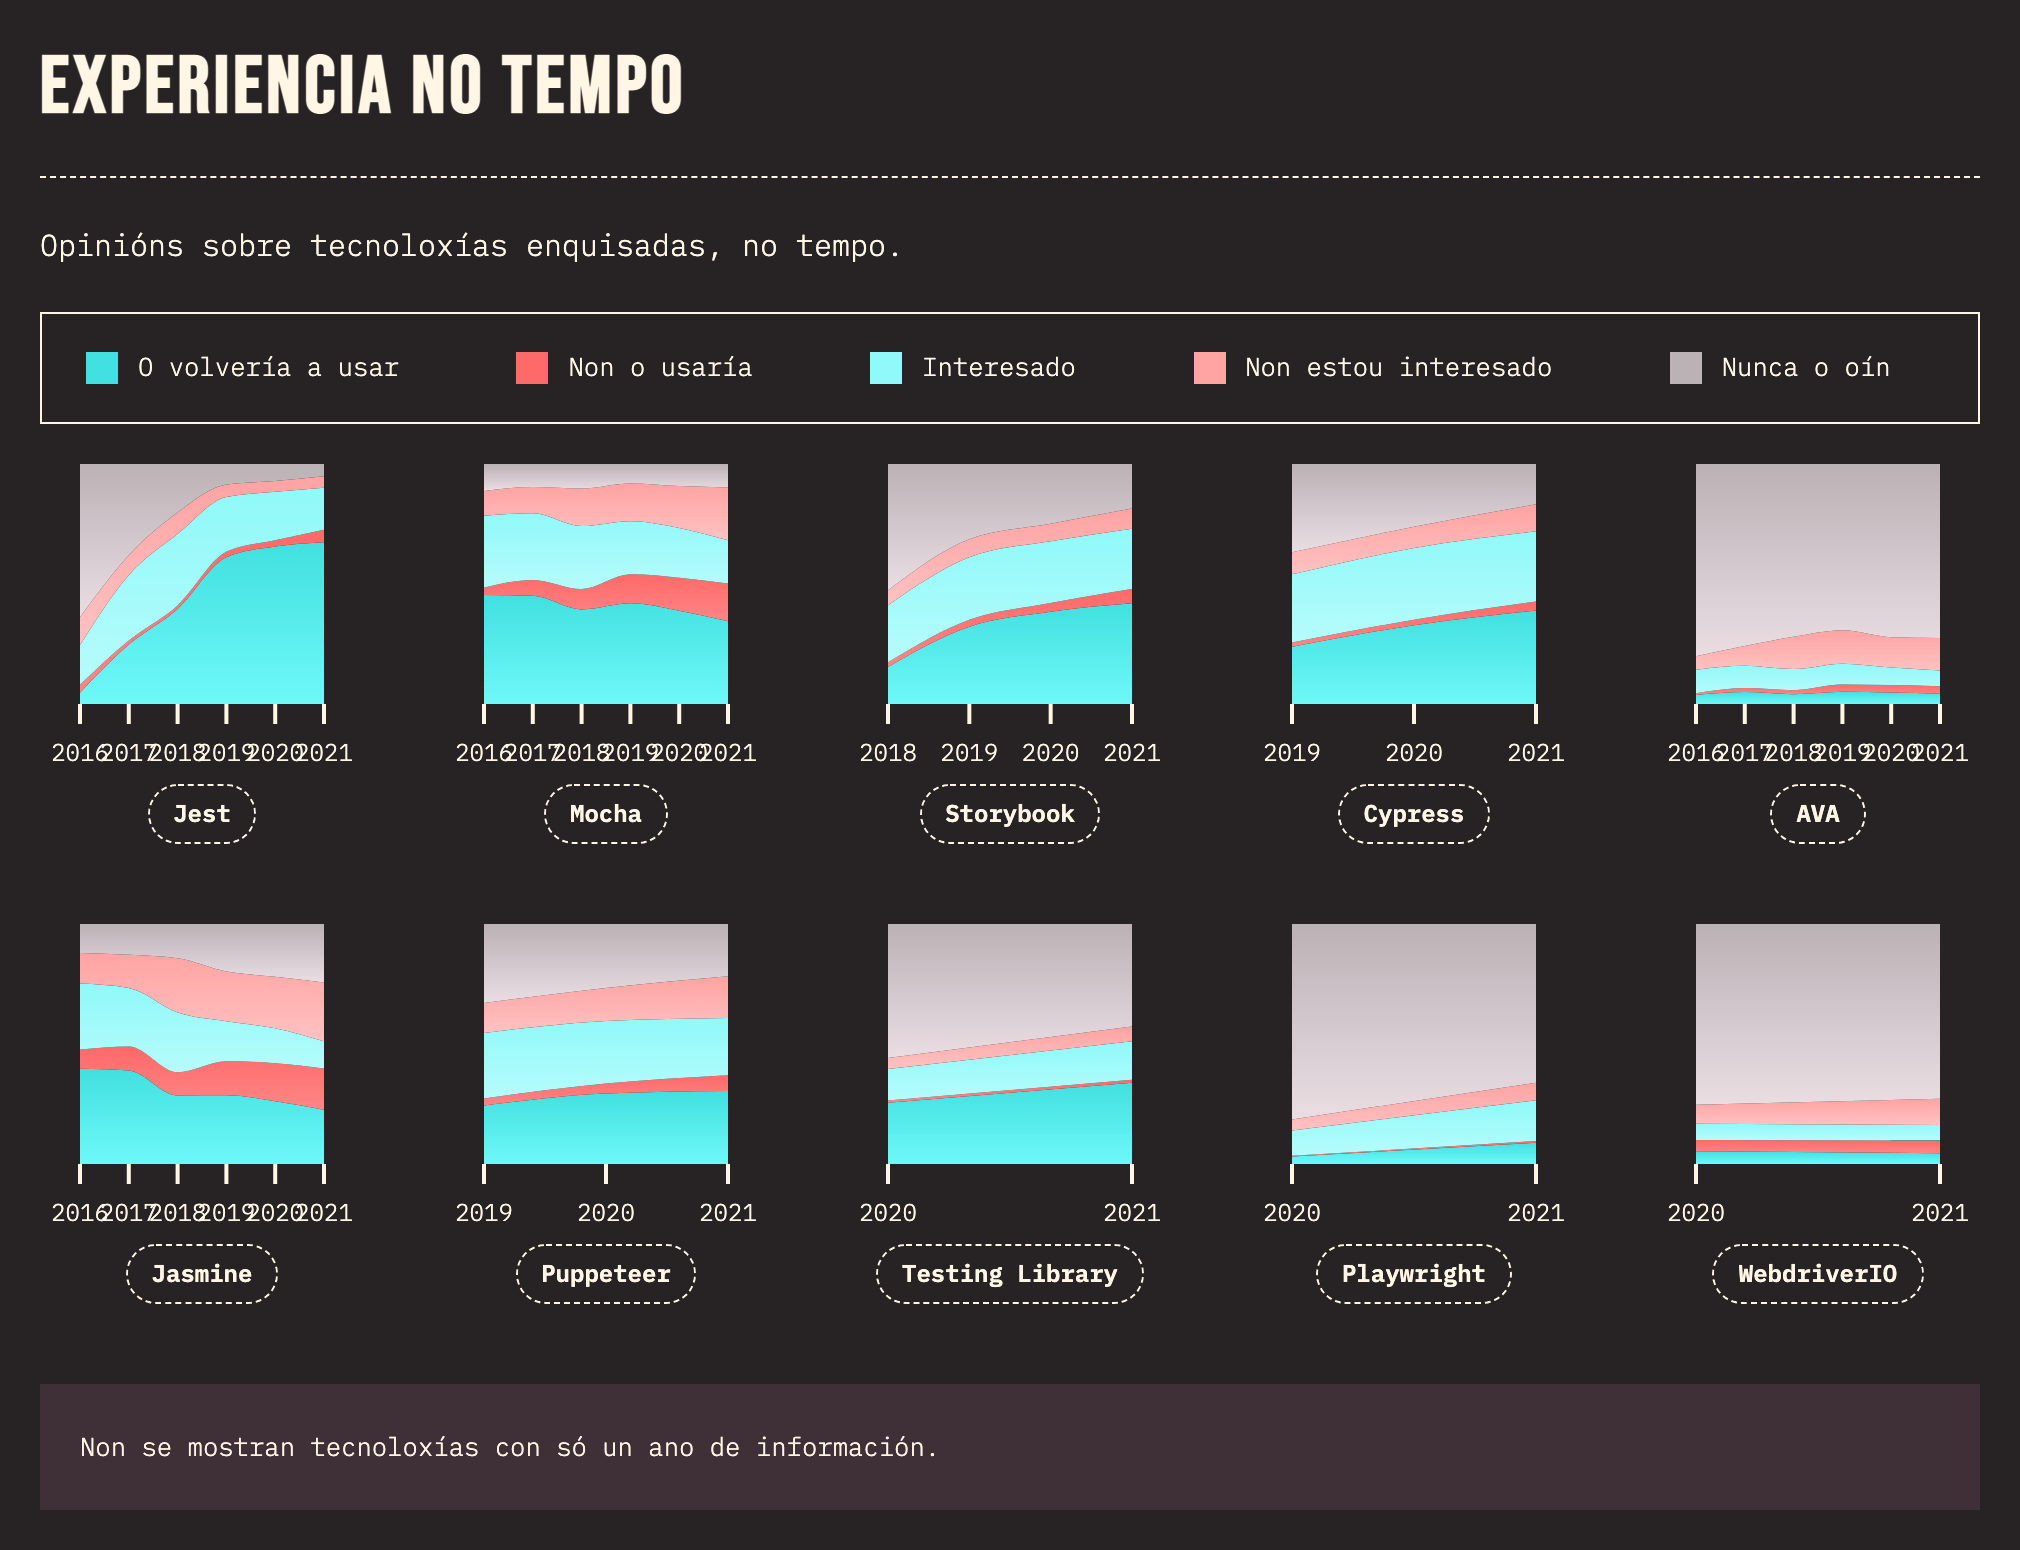 EXPERIENCIA NO TEMPO
Opinións sobre tecnoloxías enquisadas, no tempo.
O volvería a usar Non o usaría Interesado Non estou interesado Nunca o oín
2016 2017 2018 2019 2020 2021 2016 2017 2018 2019 2020 2021 2018 2019 2020 2021 2019 2020 2021 2016 2017 2018 2019 2020 2021
Jest Mocha Storybook Cypress AVA
2016 2017 2018 2019 2020 2021 2019 2020 2021 2020 2021 2020 2021 2020 2021
Jasmine Puppeteer Testing Library Playwright WebdriverIO
Non se mostran tecnoloxías con só un ano de información.